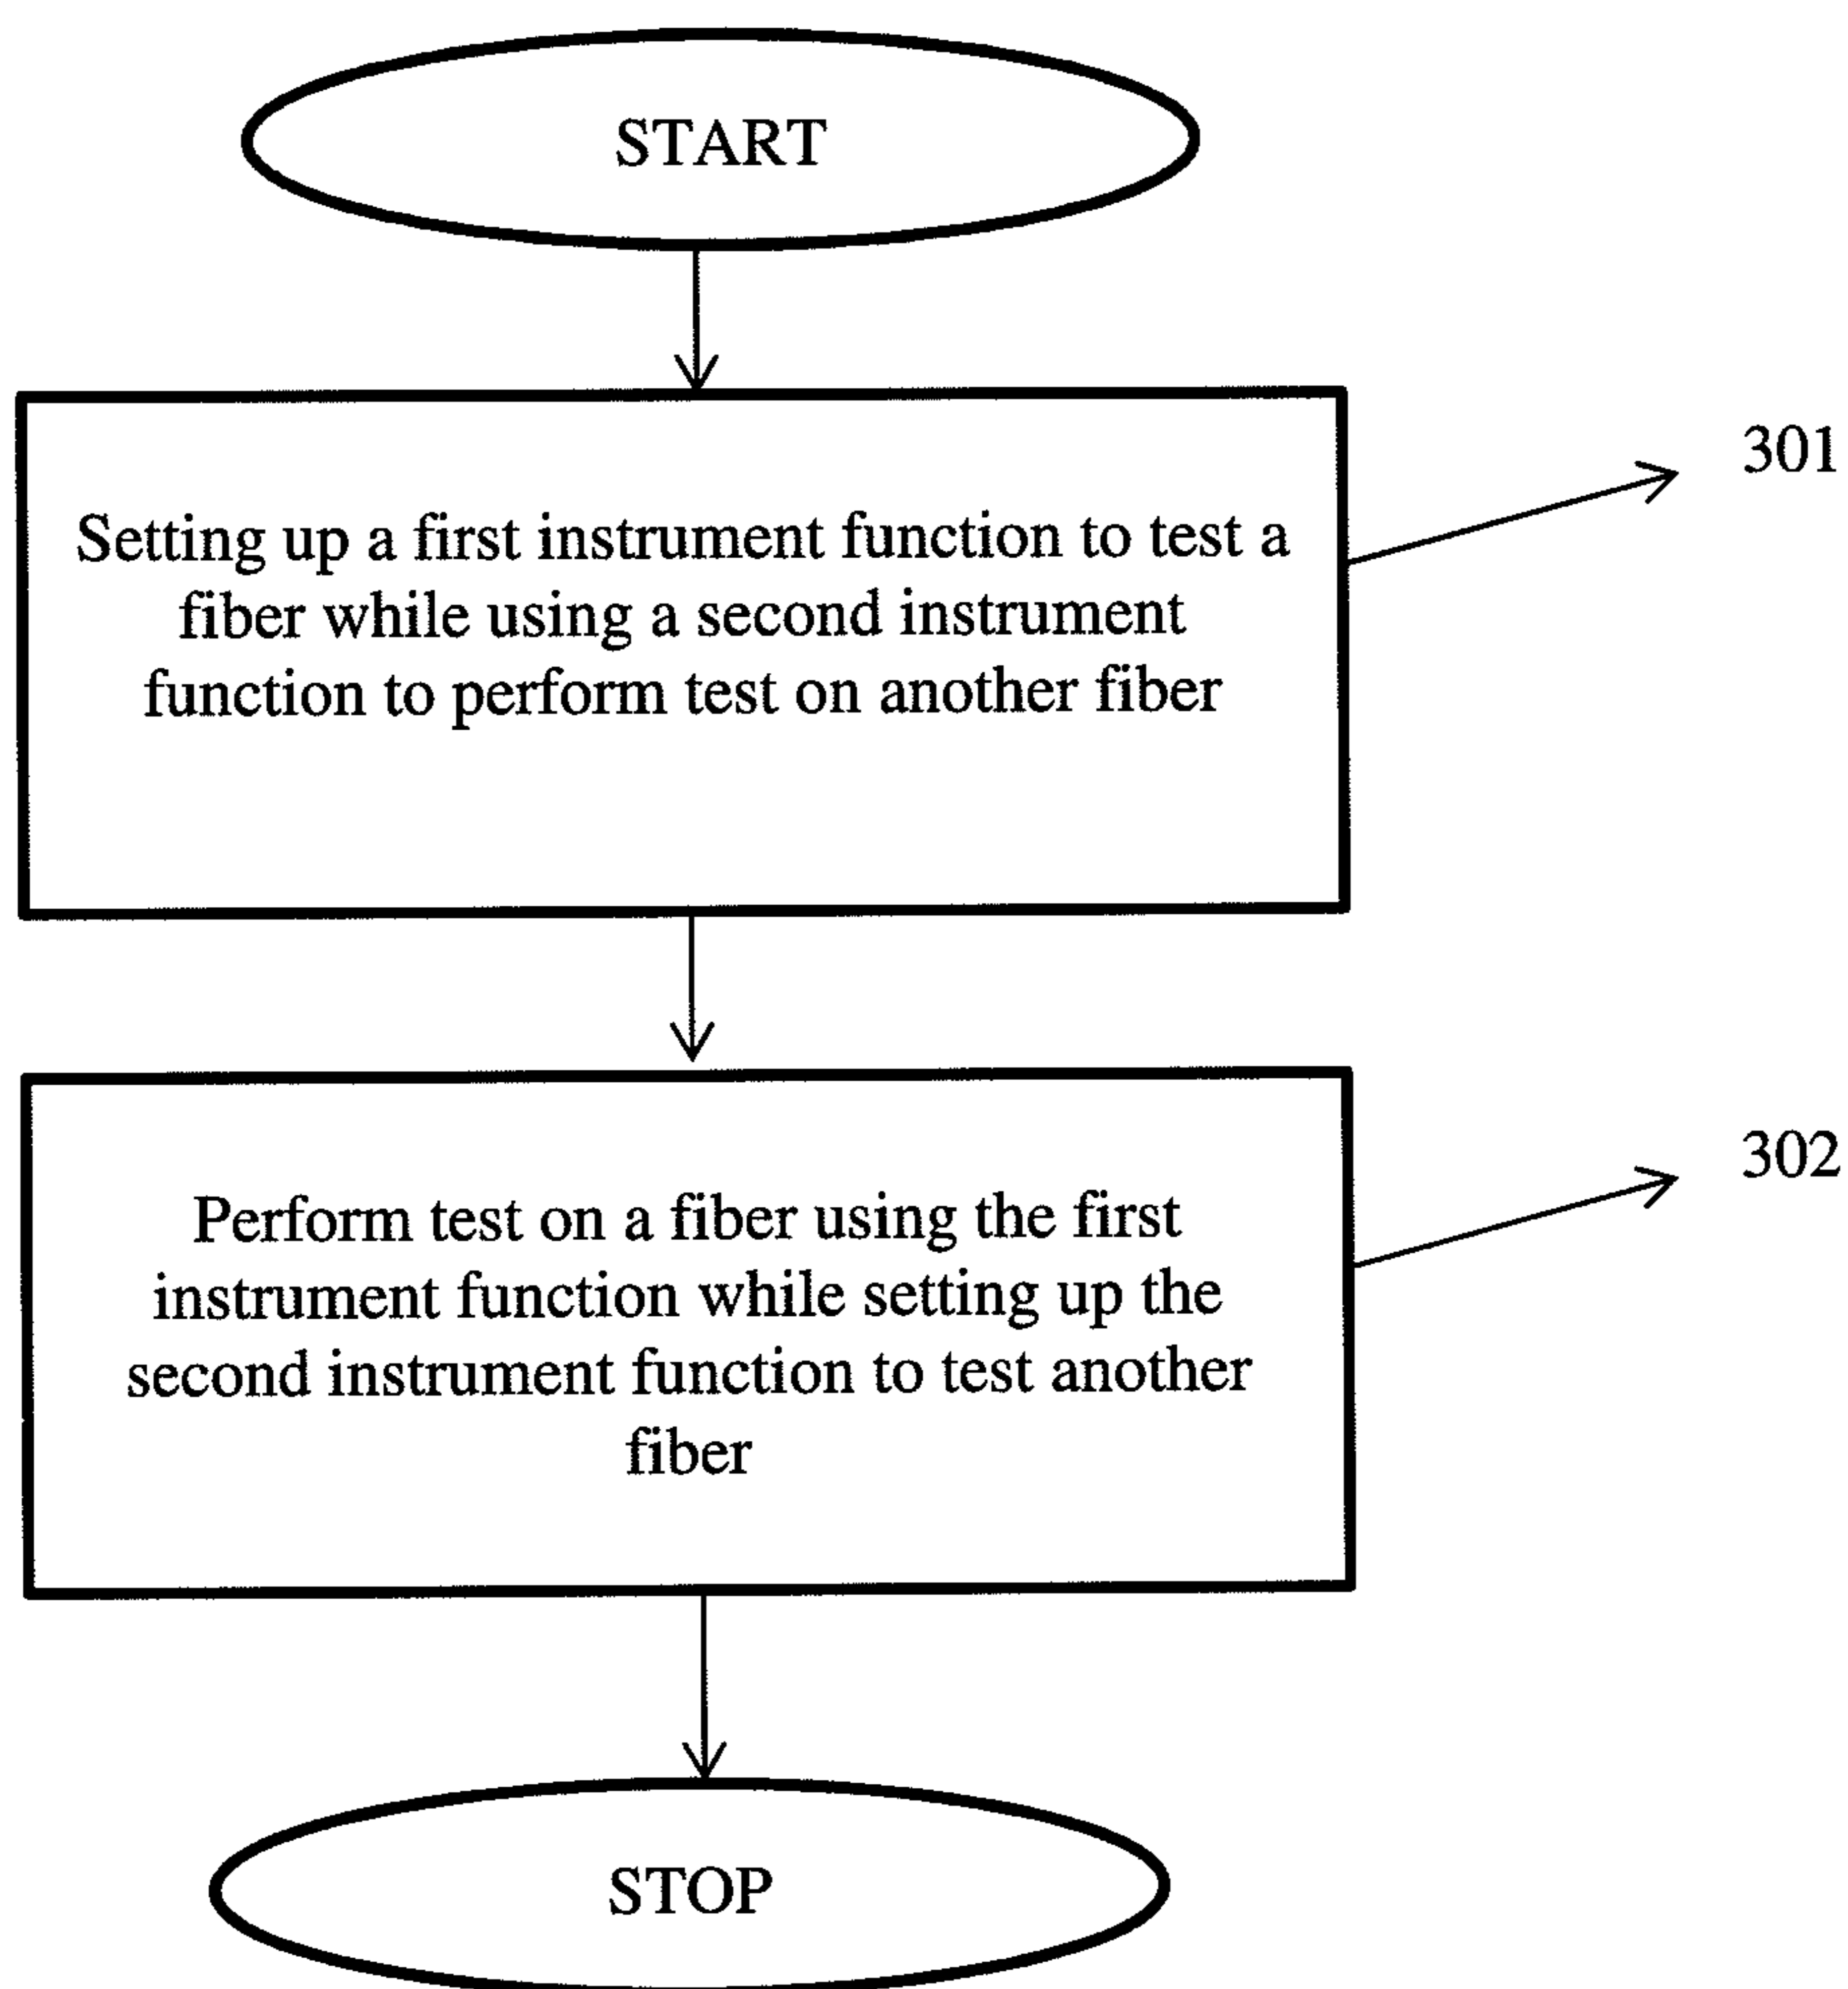 START
301
Setting up a first instrument function to test a
fiber while using a second instrument
function to perform test on another fiber
302
Perform test on a fiber using the first
instrument function while setting up the
second instrument function to test another
fiber
STOP